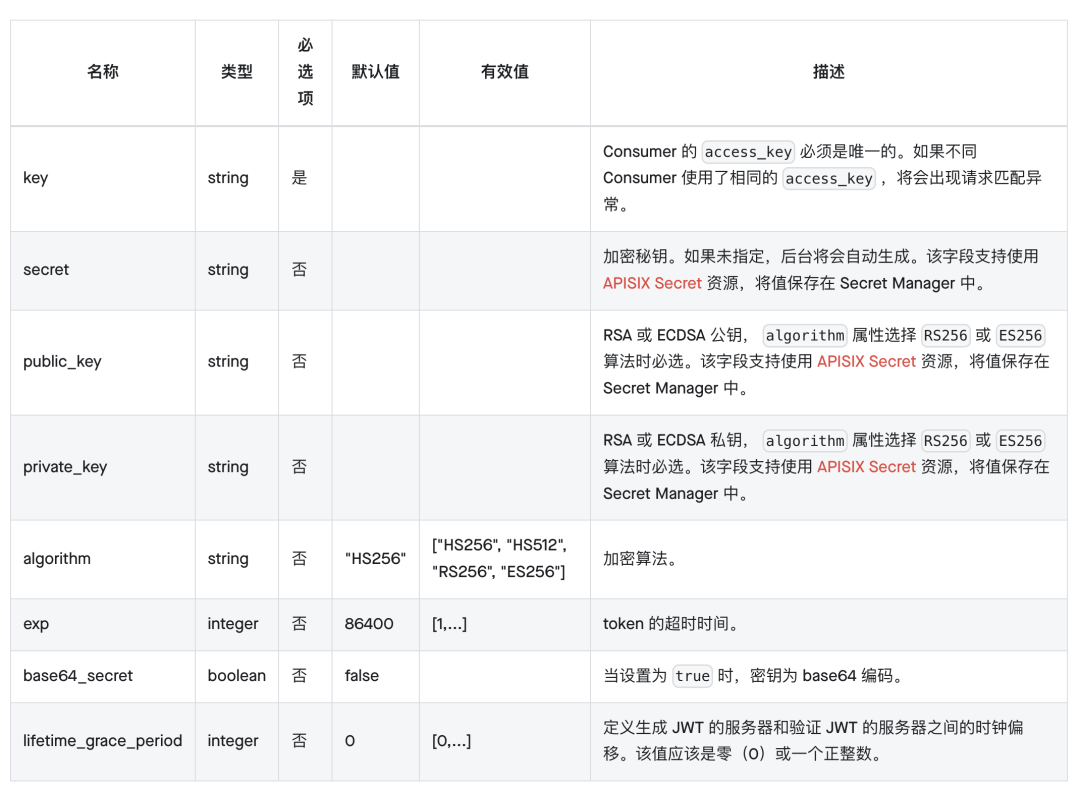 名称 类型 必选项 默认值 有效值 描述
key string 是 Consumer 的 access_key 必须是唯一的。如果不同
Consumer 使用了相同的 access_key ，将会出现请求匹配异
常。
secret string 否 加密秘钥。如果未指定，后台将会自动生成。该字段支持使用
APISIX Secret 资源，将值保存在 Secret Manager 中。
public_key string 否 RSA 或 ECDSA 公钥， algorithm 属性选择 RS256 或 ES256
算法时必选。该字段支持使用 APISIX Secret 资源，将值保存在
Secret Manager 中。
private_key string 否 RSA 或 ECDSA 私钥， algorithm 属性选择 RS256 或 ES256
算法时必选。该字段支持使用 APISIX Secret 资源，将值保存在
Secret Manager 中。
algorithm string 否 "HS256" ["HS256", "HS512",
"RS256", "ES256"] 加密算法。
exp integer 否 86400 [1,...] token 的超时时间。
base64_secret boolean 否 false 当设置为 true 时，密钥为 base64 编码。
lifetime_grace_period integer 否 0 [0,...] 定义生成 JWT 的服务器和验证 JWT 的服务器之间的时钟偏
移。该值应该是零（0）或一个正整数。